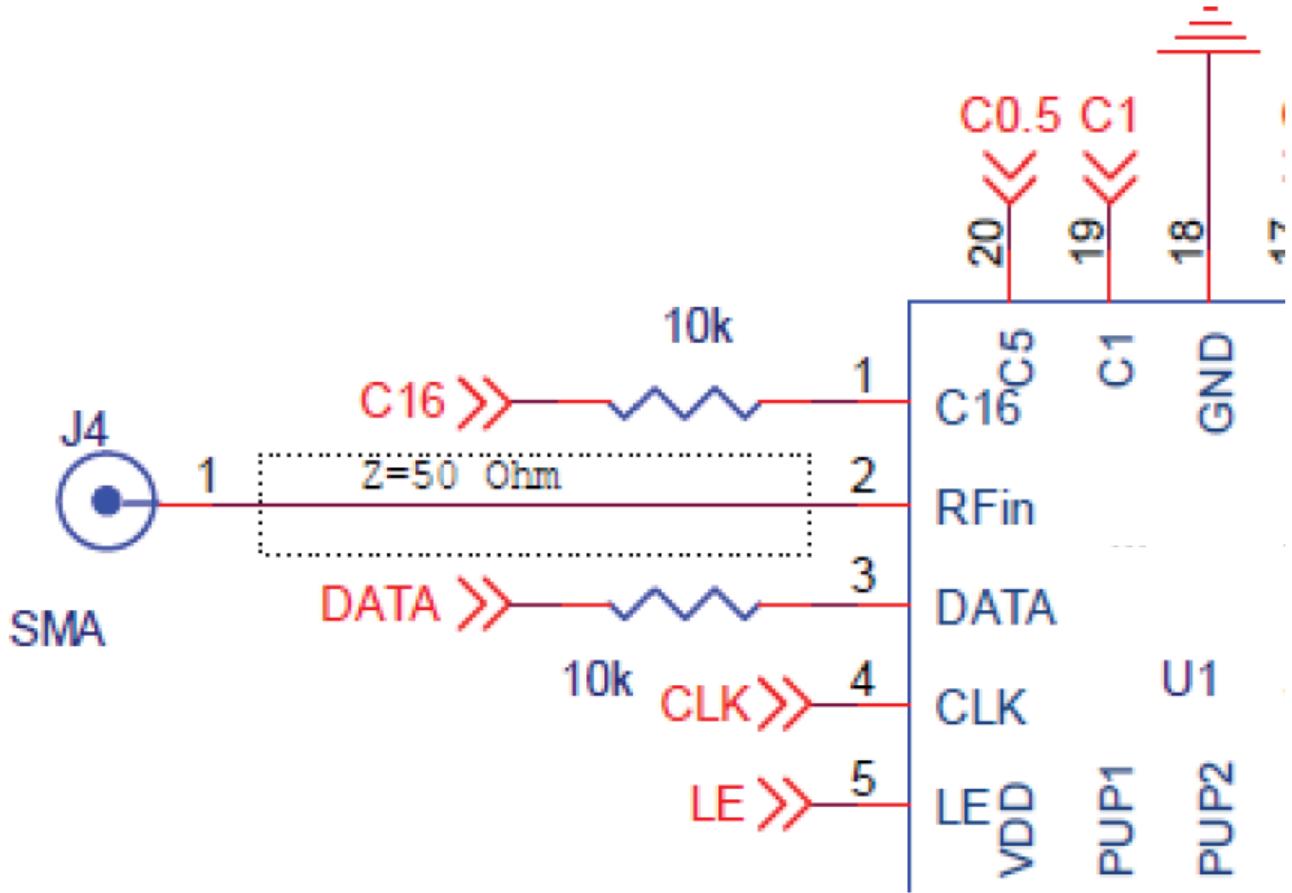 C0.5 C1
20
19
18
17
10k
C16
1
C16
C5
C1
GND
J4
1
Z=50 Ohm
2
RFin
SMA
DATA
3
DATA
10k
CLK
4
CLK
U1
LE
5
LE
VDD
PUP1
PUP2